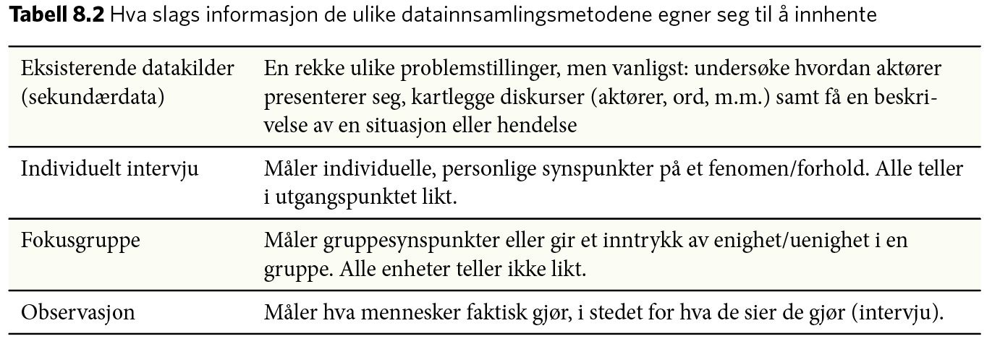 Tabell 8.2 Hva slags informasjon de ulike datainnsamlingsmetodene egner seg til å innhente
Eksisterende datakilder
(sekundærdata)
En rekke ulike problemstillinger, men vanligst: undersøke hvordan aktører
presenterer seg, kartlegge diskurser (aktører, ord, m.m.) samt få en beskri-
velse av en situasjon eller hendelse
Individuelt intervju
Måler individuelle, personlige synspunkter på et fenomen/forhold. Alle teller
i utgangspunktet likt.
Fokusgruppe
Måler gruppesynspunkter eller gir et inntrykk av enighet/uenighet i en
gruppe. Alle enheter teller ikke likt.
Observasjon
Måler hva mennesker faktisk gjør, i stedet for hva de sier de gjør (intervju).